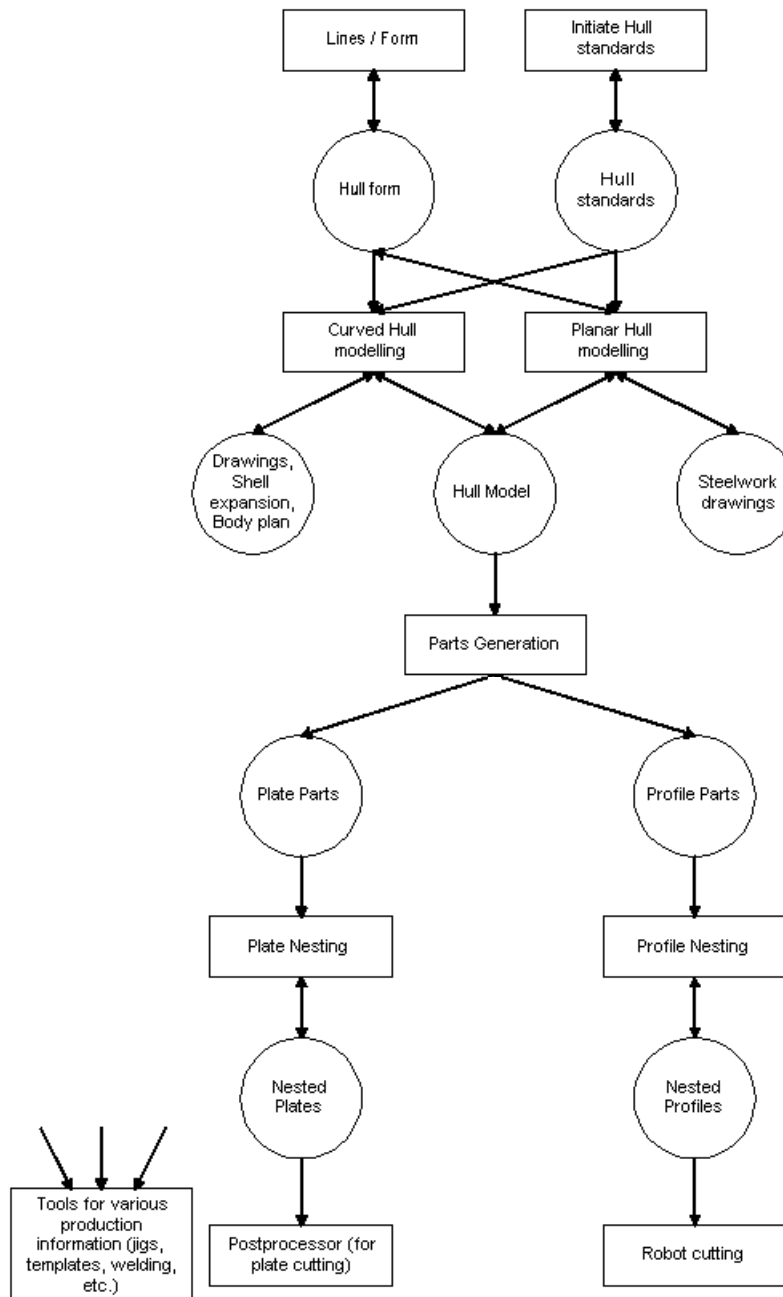 Lines / Form
Initiate Hull
standards
Hull form
Hull
standards
Curved Hull
modelling
Planar Hull
modelling
Drawings,
Shell
expansion,
Body plan
Hull Model
Steelwork
drawings
Parts Generation
Plate Parts
Profile Parts
Plate Nesting
Profile Nesting
Nested
Plates
Nested
Profiles
Tools for various
production
information (jigs,
templates, welding,
etc.)
Postprocessor (for
plate cutting)
Robot cutting